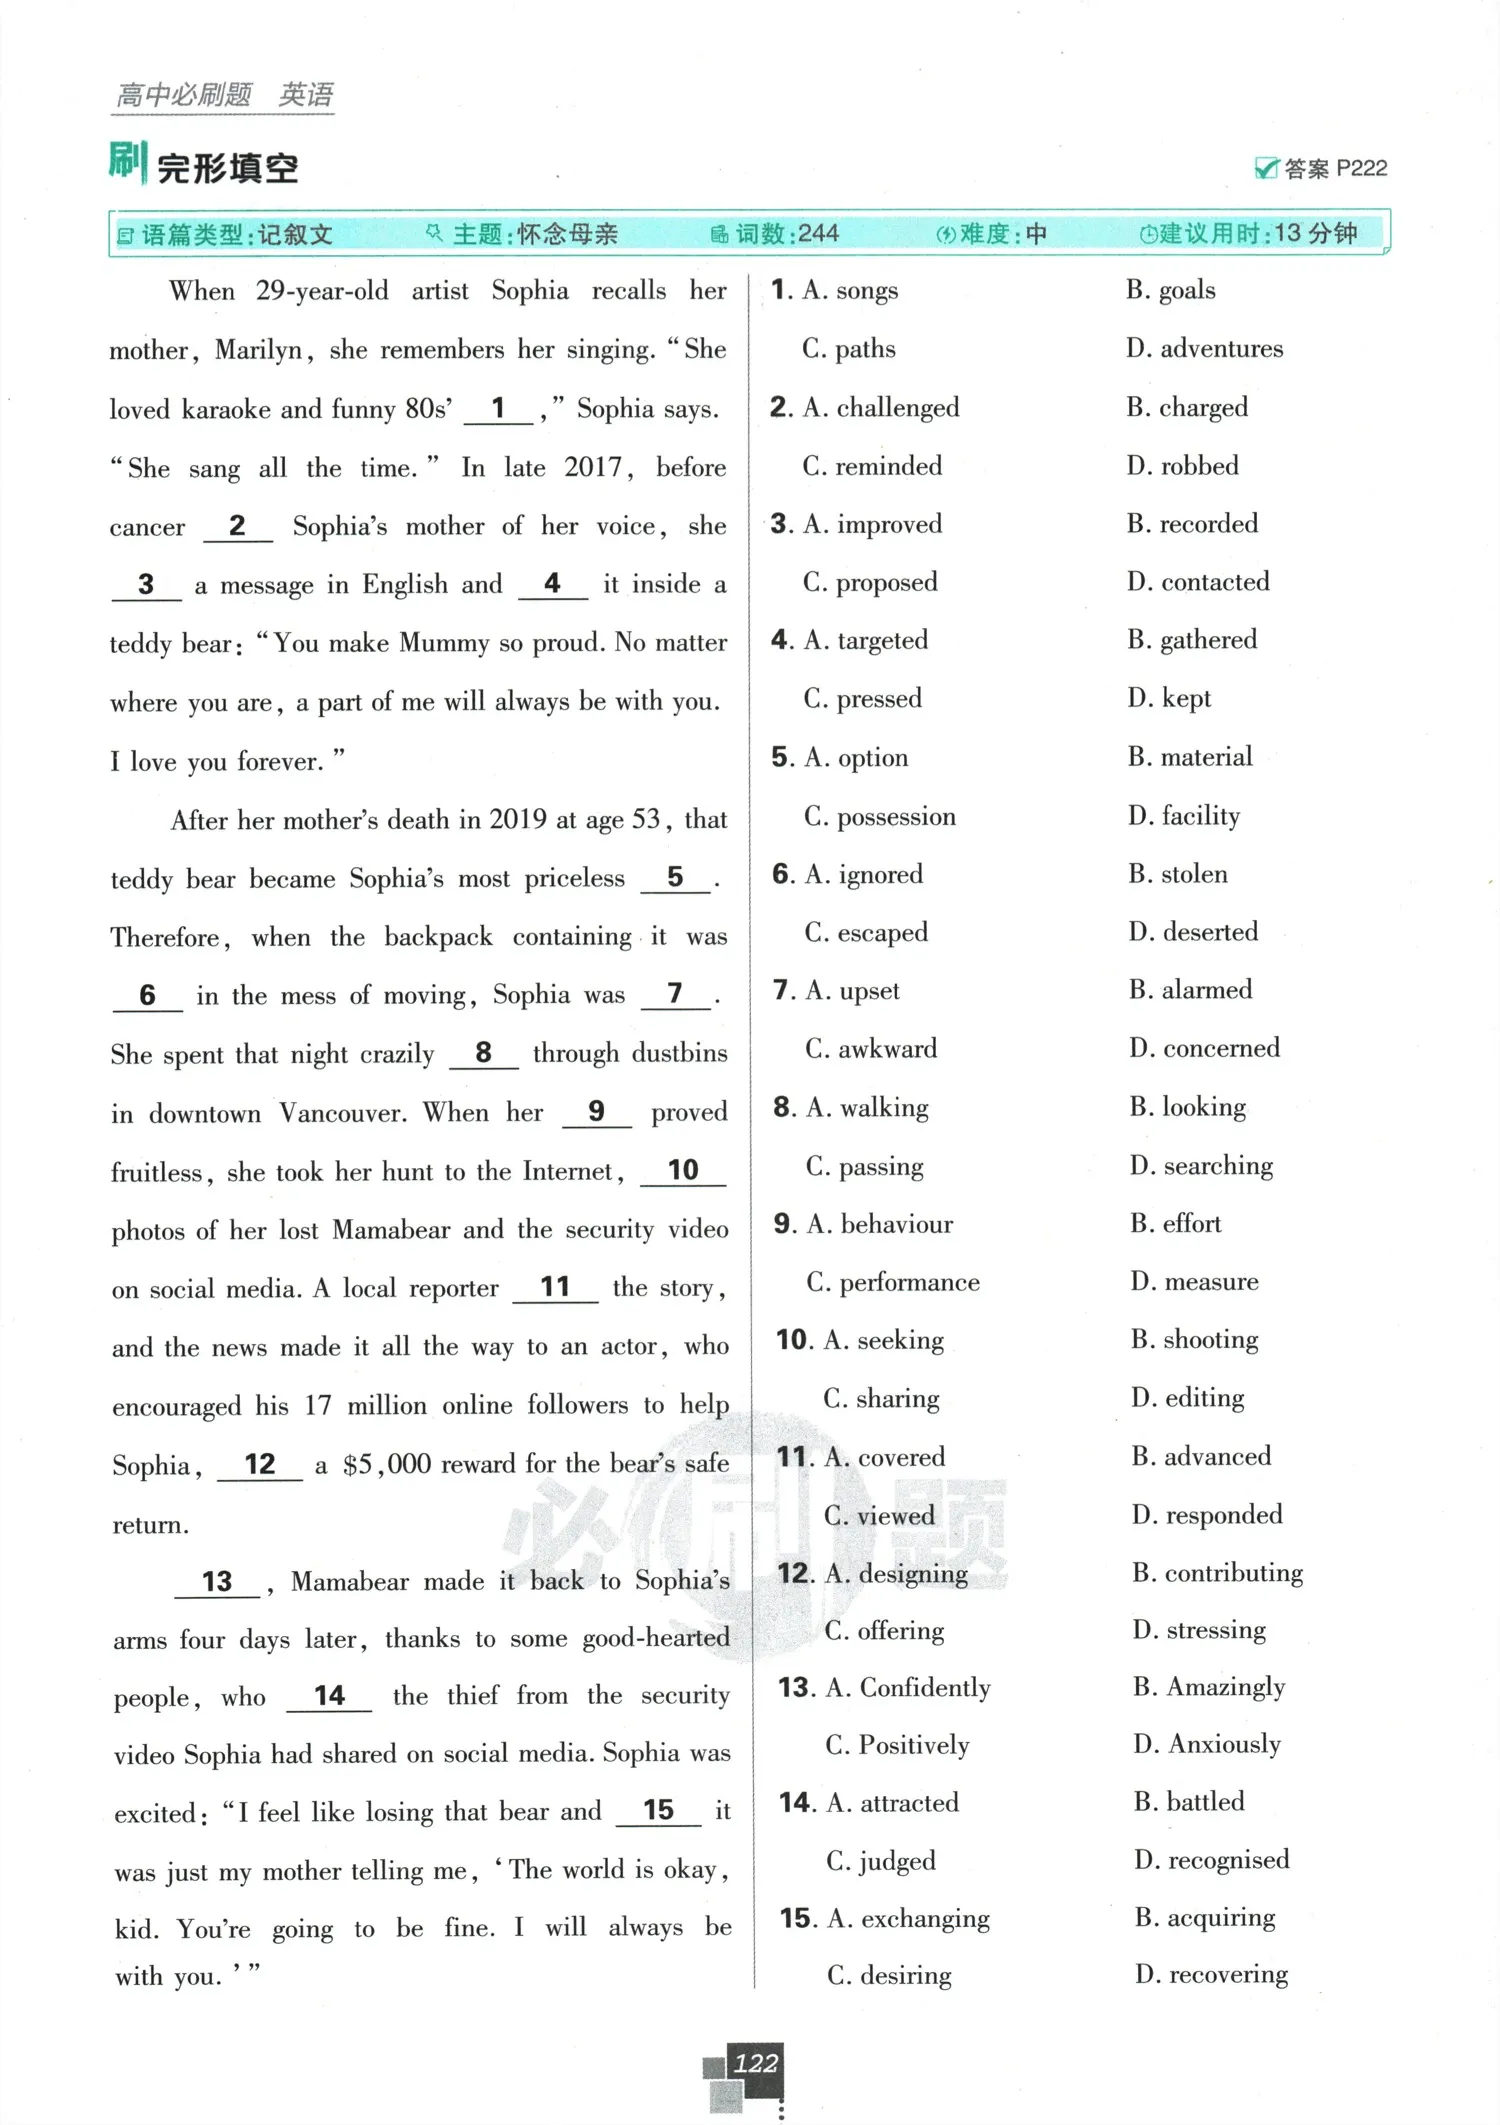 高中必刷题 英语
刷 完形填空
答案 P222
语篇类型:记叙文 主题:怀念母亲 词数:244 难度:中 建议用时:13分钟
When 29-year-old artist Sophia recalls her
mother, Marilyn, she remembers her singing. “She
loved karaoke and funny 80s’ 1 ,” Sophia says.
“She sang all the time.” In late 2017, before
cancer 2 Sophia’s mother of her voice, she
3 a message in English and 4 it inside a
teddy bear: “You make Mummy so proud. No matter
where you are, a part of me will always be with you.
I love you forever.”
After her mother’s death in 2019 at age 53, that
teddy bear became Sophia’s most priceless 5 .
Therefore, when the backpack containing it was
6 in the mess of moving, Sophia was 7 .
She spent that night crazily 8 through dustbins
in downtown Vancouver. When her 9 proved
fruitless, she took her hunt to the Internet, 10
photos of her lost Mamabear and the security video
on social media. A local reporter 11 the story,
and the news made it all the way to an actor, who
encouraged his 17 million online followers to help
Sophia, 12 a $5,000 reward for the bear’s safe
return.
13 , Mamabear made it back to Sophia’s
arms four days later, thanks to some good-hearted
people, who 14 the thief from the security
video Sophia had shared on social media. Sophia was
excited: “I feel like losing that bear and 15 it
was just my mother telling me, ‘The world is okay,
kid. You’re going to be fine. I will always be
with you.’”
1. A. songs B. goals
C. paths D. adventures
2. A. challenged B. charged
C. reminded D. robbed
3. A. improved B. recorded
C. proposed D. contacted
4. A. targeted B. gathered
C. pressed D. kept
5. A. option B. material
C. possession D. facility
6. A. ignored B. stolen
C. escaped D. deserted
7. A. upset B. alarmed
C. awkward D. concerned
8. A. walking B. looking
C. passing D. searching
9. A. behaviour B. effort
C. performance D. measure
10. A. seeking B. shooting
C. sharing D. editing
11. A. covered B. advanced
C. viewed D. responded
12. A. designing B. contributing
C. offering D. stressing
13. A. Confidently B. Amazingly
C. Positively D. Anxiously
14. A. attracted B. battled
C. judged D. recognised
15. A. exchanging B. acquiring
C. desiring D. recovering
必刷题
122